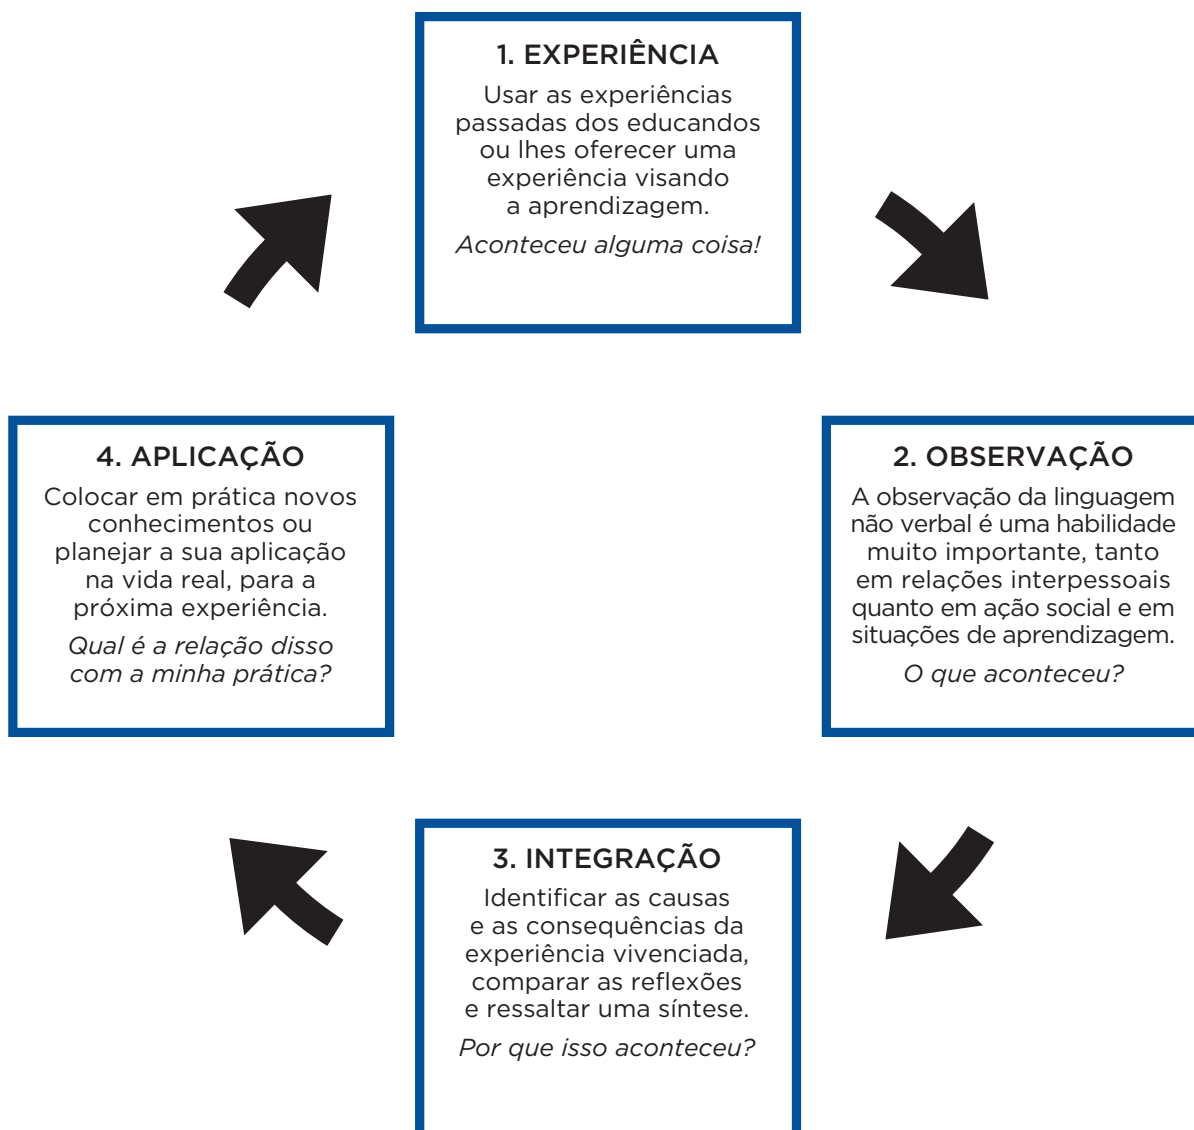 1. EXPERIÊNCIA
Usar as experiências
passadas dos educandos
ou lhes oferecer uma
experiência visando
a aprendizagem.
Aconteceu alguma coisa!
2. OBSERVAÇÃO
A observação da linguagem
não verbal é uma habilidade
muito importante, tanto
em relações interpessoais
quanto em ação social e em
situações de aprendizagem.
O que aconteceu?
3. INTEGRAÇÃO
Identificar as causas
e as consequências da
experiência vivenciada,
comparar as reflexões
e ressaltar uma síntese.
Por que isso aconteceu?
4. APLICAÇÃO
Colocar em prática novos
conhecimentos ou
planejar a sua aplicação
na vida real, para a
próxima experiência.
Qual é a relação disso
com a minha prática?